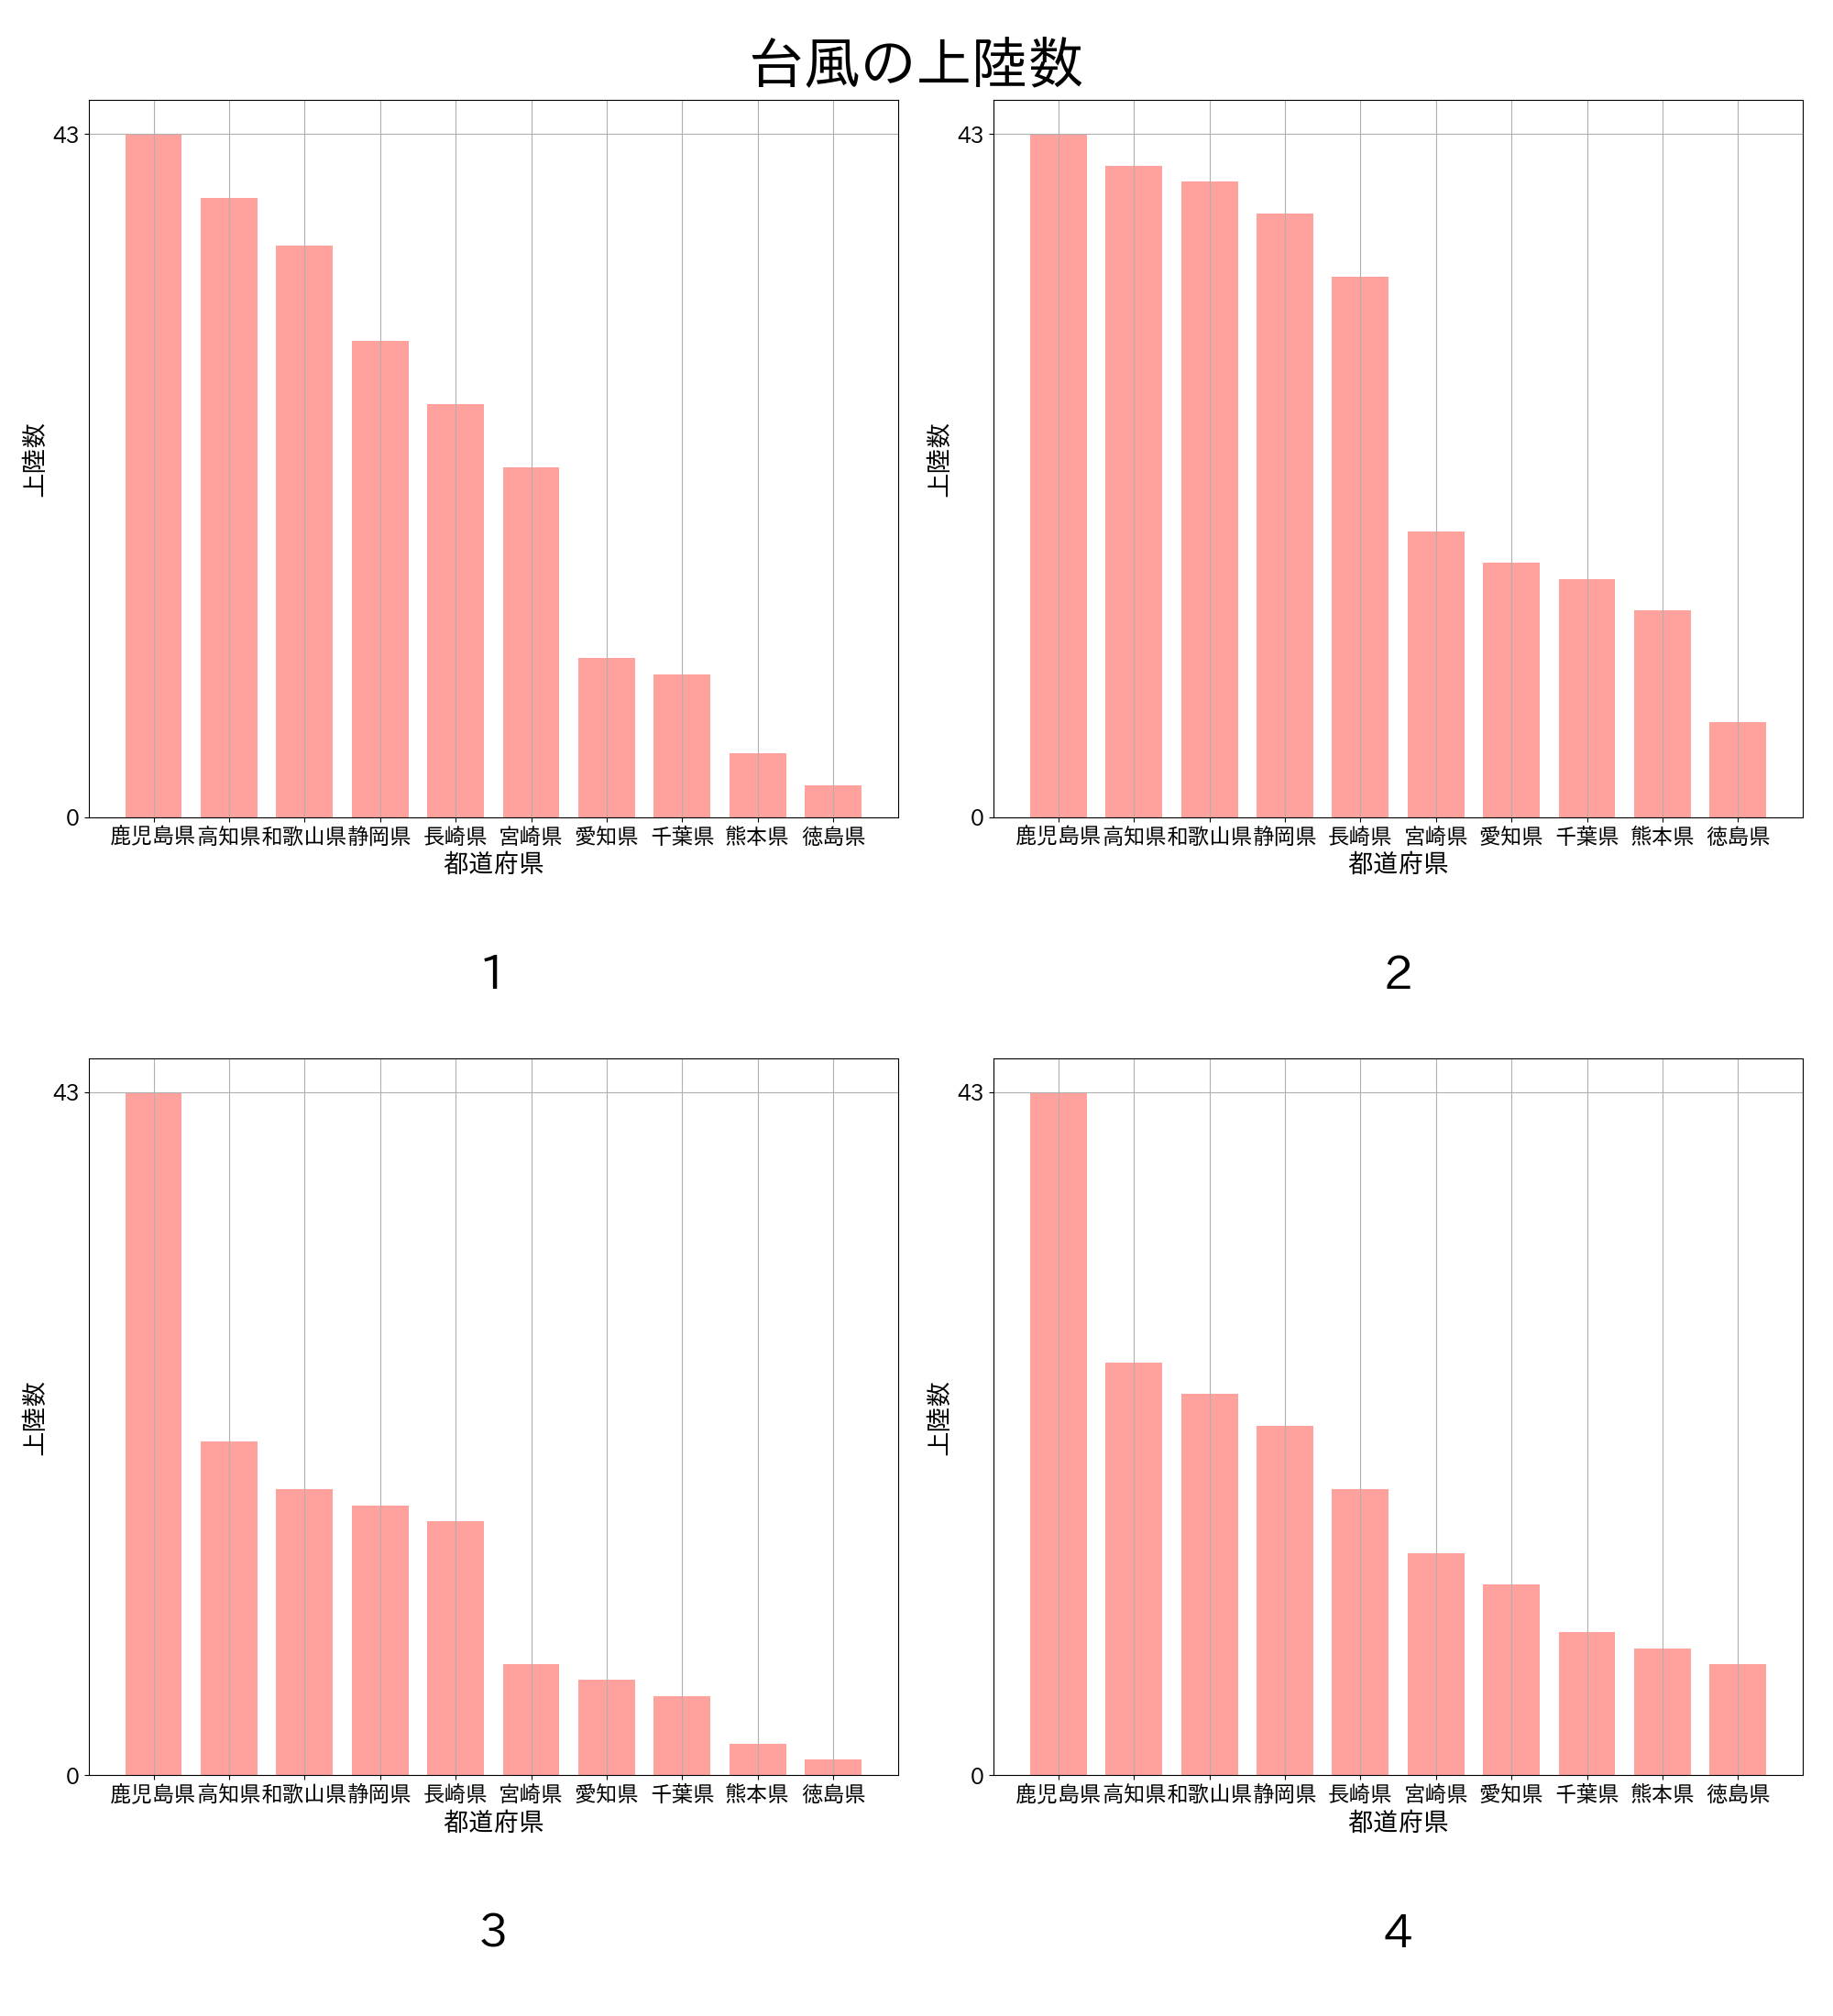 台風の上陸数
43
0
上陸数
鹿児島県 高知県 和歌山県 静岡県 長崎県 宮崎県 愛知県 千葉県 熊本県 徳島県
都道府県
1
43
0
上陸数
鹿児島県 高知県 和歌山県 静岡県 長崎県 宮崎県 愛知県 千葉県 熊本県 徳島県
都道府県
2
43
0
上陸数
鹿児島県 高知県 和歌山県 静岡県 長崎県 宮崎県 愛知県 千葉県 熊本県 徳島県
都道府県
3
43
0
上陸数
鹿児島県 高知県 和歌山県 静岡県 長崎県 宮崎県 愛知県 千葉県 熊本県 徳島県
都道府県
4